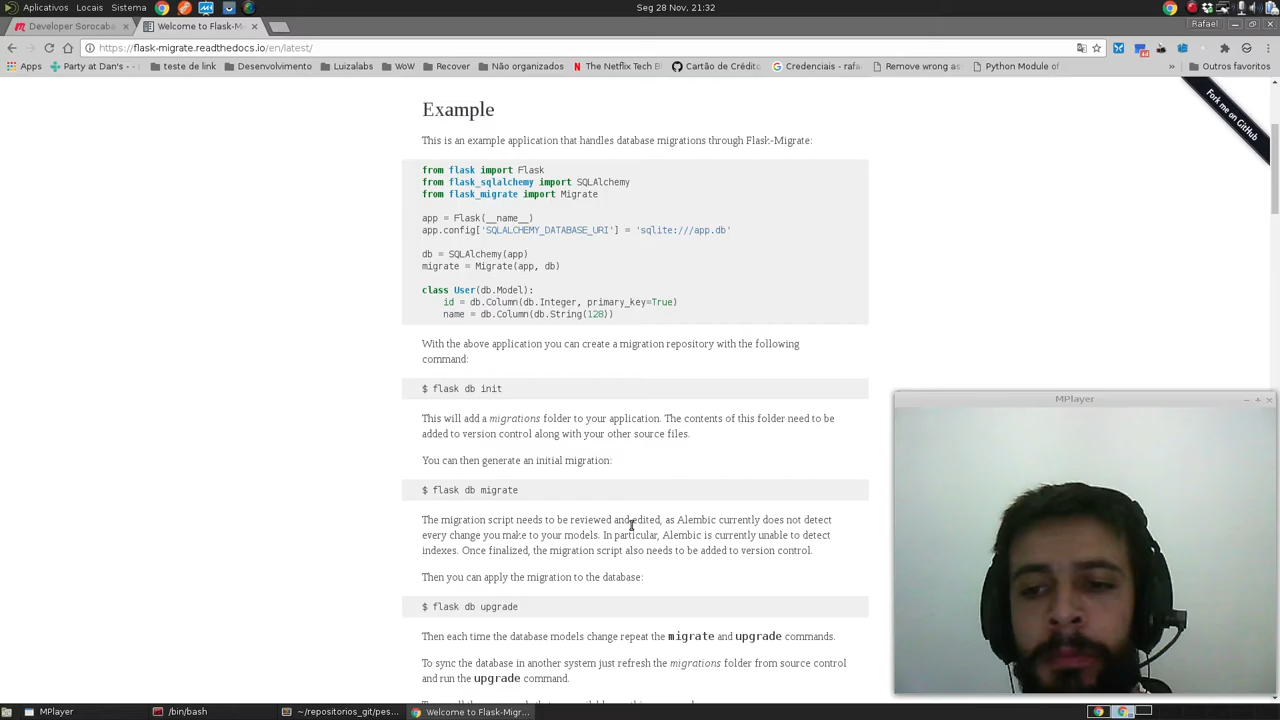 Aplicativos Locais Sistema
Seg 28 Nov, 21:32
Developer Sorocab
Welcome to Flask-M
Rafael
https://flask-migrate.readthedocs.io/en/latest/
Apps
Party at Dan's -
teste de link
Desenvolvimento
Luizalabs
WoW
Recover
Não organizados
The Netflix Tech B
Cartão de Crédit
Credenciais - rafa
Remove wrong as
Python Module of
»
Outros favoritos
Fork me on GitHub
Example
This is an example application that handles database migrations through Flask-Migrate:
from flask import Flask
from flask_sqlalchemy import SQLAlchemy
from flask_migrate import Migrate
app = Flask(__name__)
app.config['SQLALCHEMY_DATABASE_URI'] = 'sqlite:///app.db'
db = SQLAlchemy(app)
migrate = Migrate(app, db)
class User(db.Model):
id = db.Column(db.Integer, primary_key=True)
name = db.Column(db.String(128))
With the above application you can create a migration repository with the following
command:
$ flask db init
This will add a migrations folder to your application. The contents of this folder need to be
added to version control along with your other source files.
You can then generate an initial migration:
$ flask db migrate
The migration script needs to be reviewed and edited, as Alembic currently does not detect
every change you make to your models. In particular, Alembic is currently unable to detect
indexes. Once finalized, the migration script also needs to be added to version control.
Then you can apply the migration to the database:
$ flask db upgrade
Then each time the database models change repeat the migrate and upgrade commands.
To sync the database in another system just refresh the migrations folder from source control
and run the upgrade command.
MPlayer
MPlayer
/bin/bash
~/repositorios_git/pes...
Welcome to Flask-Migr...